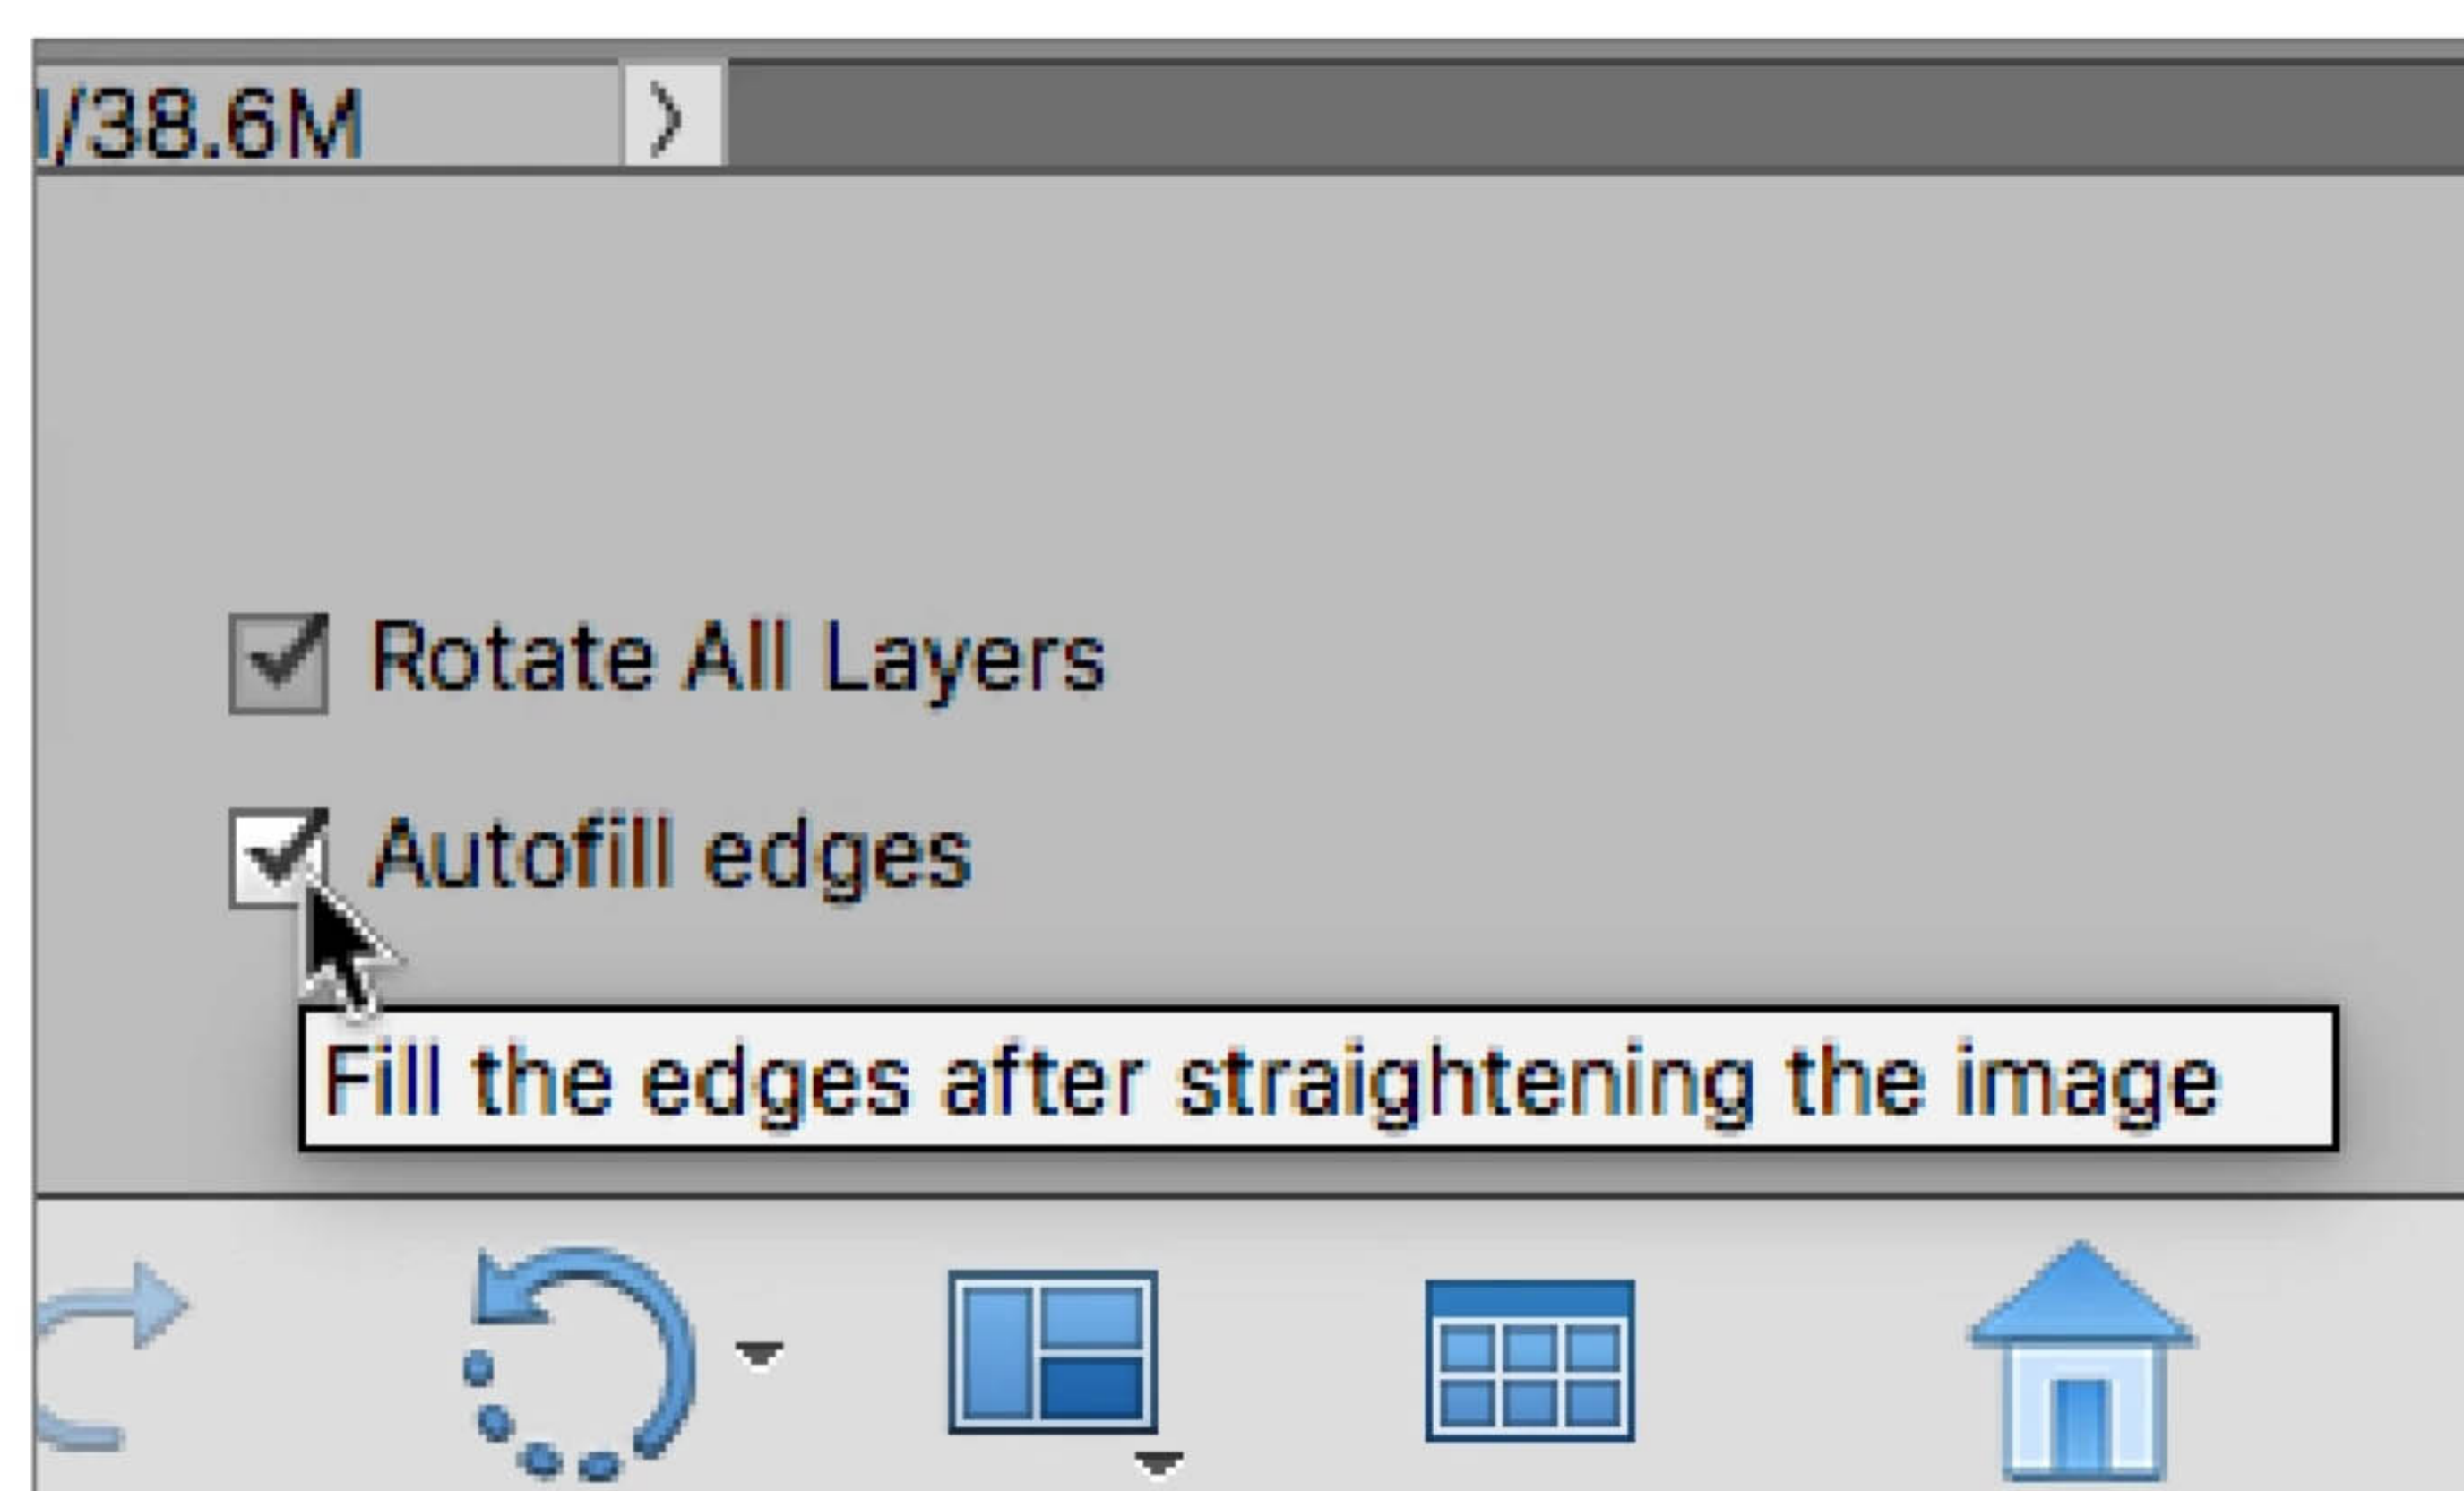 /38.6M
Rotate All Layers
Autofill edges
Fill the edges after straightening the image